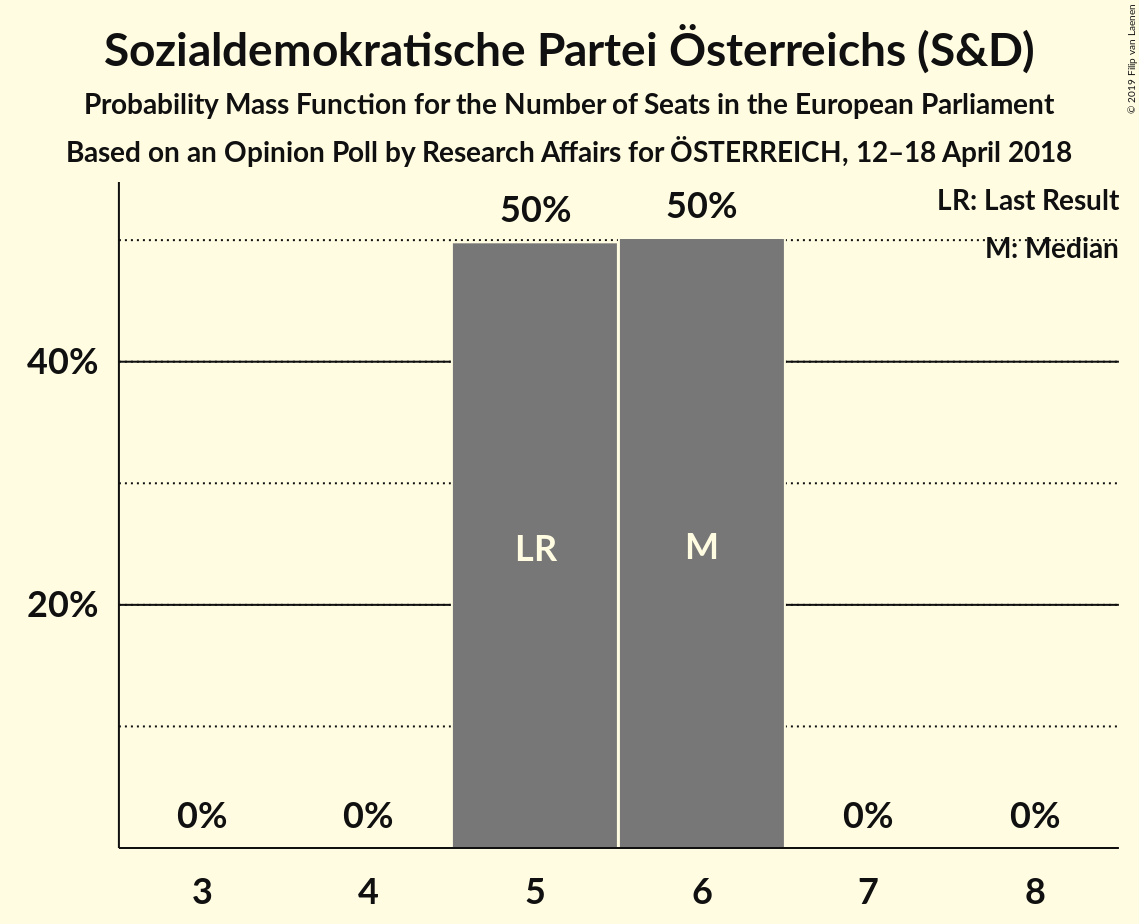 Sozialdemokratische Partei Österreichs (S&D)
Probability Mass Function for the Number of Seats in the European Parliament
Based on an Opinion Poll by Research Affairs for ÖSTERREICH, 12–18 April 2018
© 2019 Filip van Laenen
LR: Last Result
M: Median
50%
50%
40%
20%
LR
M
0%
0%
0%
0%
3
4
5
6
7
8